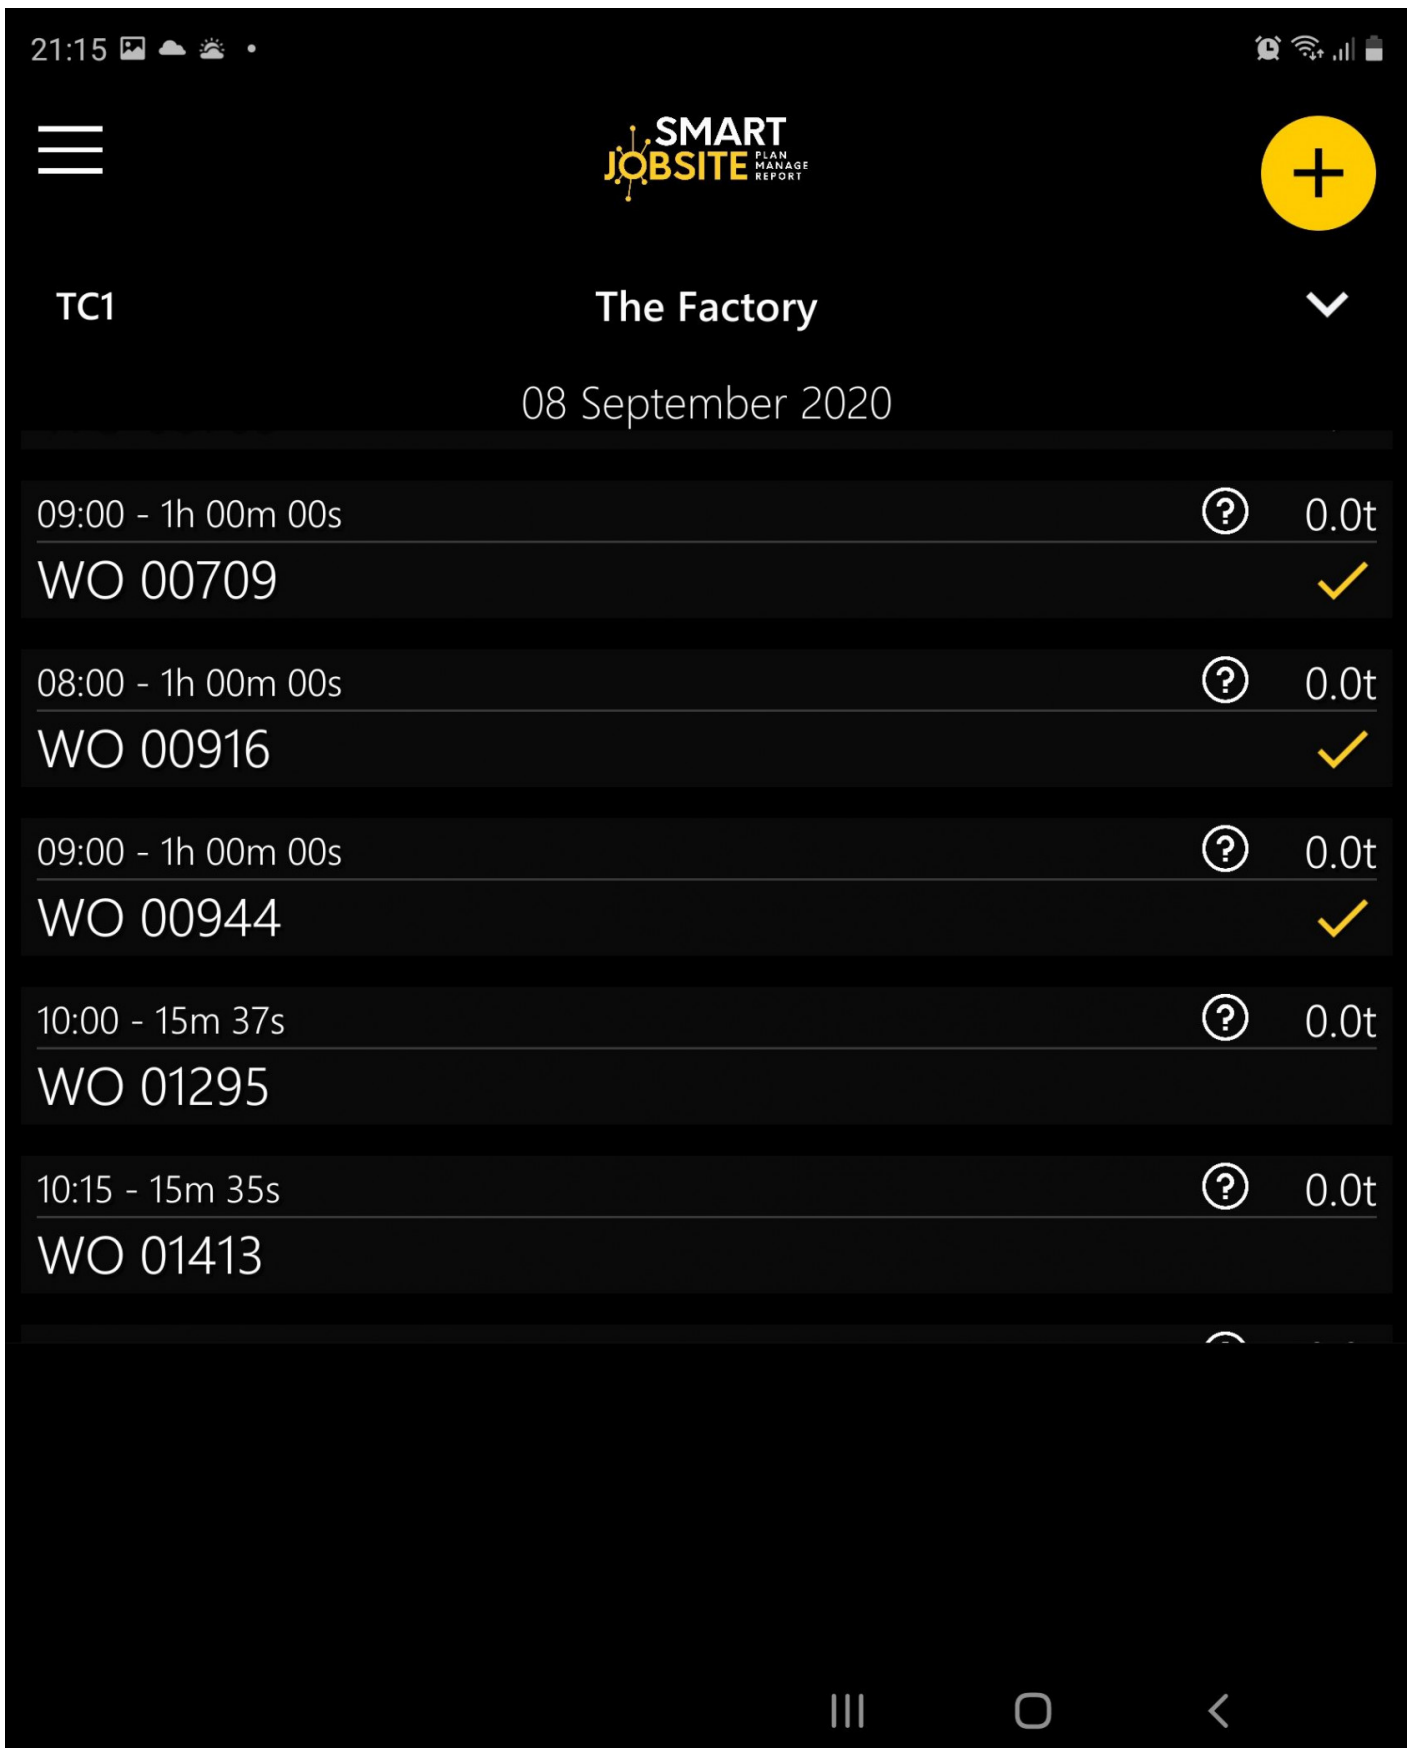 21:15
SMART
JOBSITE PLAN MANAGE REPORT
TC1 The Factory
08 September 2020
09:00 - 1h 00m 00s 0.0t
WO 00709
08:00 - 1h 00m 00s 0.0t
WO 00916
09:00 - 1h 00m 00s 0.0t
WO 00944
10:00 - 15m 37s 0.0t
WO 01295
10:15 - 15m 35s 0.0t
WO 01413